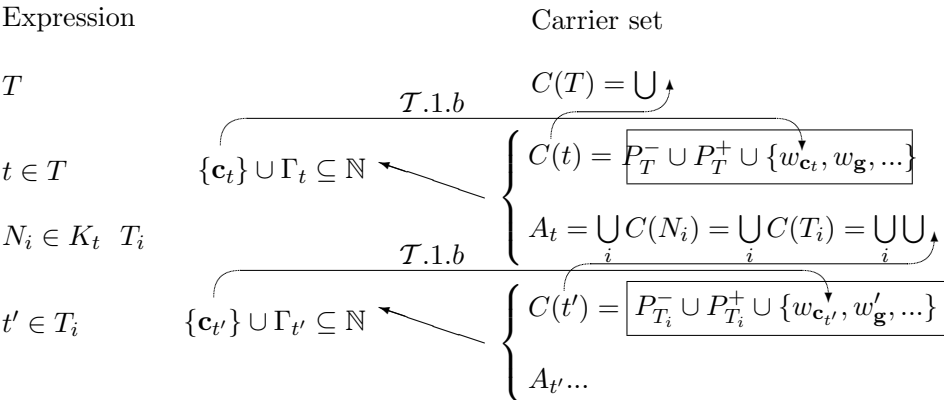 Expression Carrier set
T C(T) = ⋃
𝒯.1.b
t ∈ T {𝐜_t} ∪ Γ_t ⊆ ℕ C(t) = P_T^- ∪ P_T^+ ∪ {w'_{𝐜_t}, w_𝐠, ...}
N_i ∈ K_t T_i A_t = ⋃_i C(N_i) = ⋃_i C(T_i) = ⋃_i ⋃
𝒯.1.b
t' ∈ T_i {𝐜_{t'}} ∪ Γ_{t'} ⊆ ℕ C(t') = P_{T_i}^- ∪ P_{T_i}^+ ∪ {w_{𝐜_{t'}}, w'_𝐠, ...}
A_{t'}...